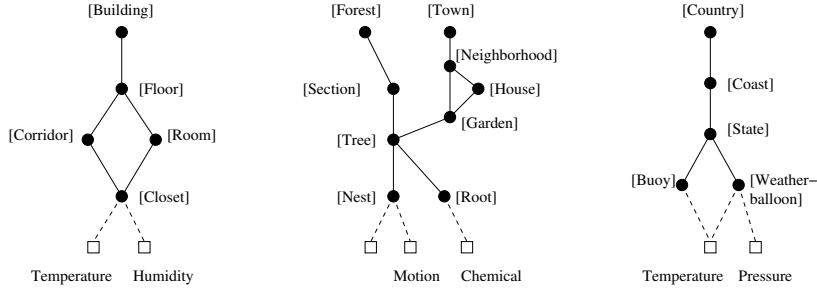 [Building]
[Floor]
[Corridor]
[Room]
[Closet]
Temperature
Humidity
[Forest]
[Town]
[Neighborhood]
[Section]
[House]
[Garden]
[Tree]
[Nest]
[Root]
Motion
Chemical
[Country]
[Coast]
[State]
[Buoy]
[Weather−
balloon]
Temperature
Pressure